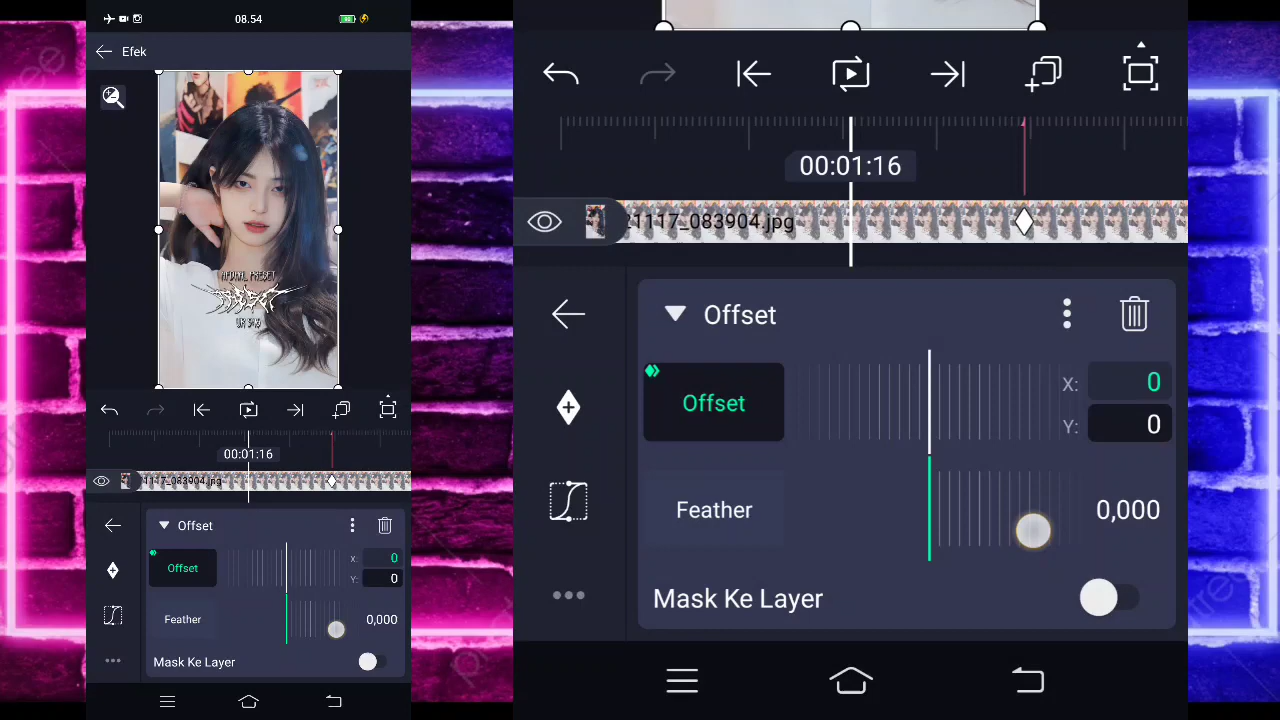 08.54
Efek
00:01:16
1117_083904.jpg
Offset
Offset
X: 0
Y: 0
Feather
0,000
Mask Ke Layer
00:01:16
21117_083904.jpg
Offset
Offset
X: 0
Y: 0
Feather
0,000
Mask Ke Layer